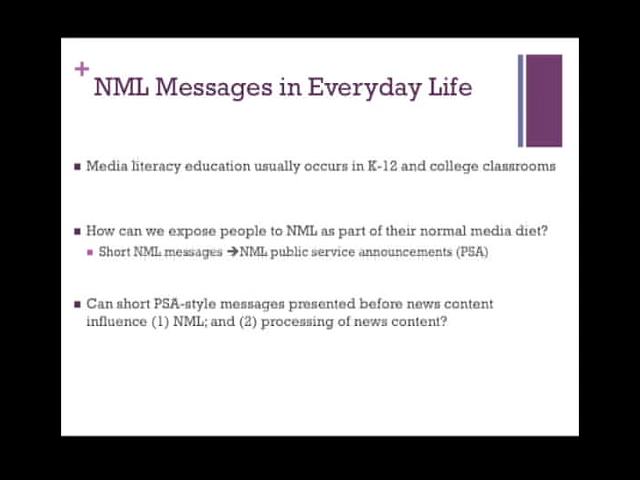 +
NML Messages in Everyday Life
Media literacy education usually occurs in K-12 and college classrooms
How can we expose people to NML as part of their normal media diet?
Short NML messages →NML public service announcements (PSA)
Can short PSA-style messages presented before news content
influence (1) NML; and (2) processing of news content?